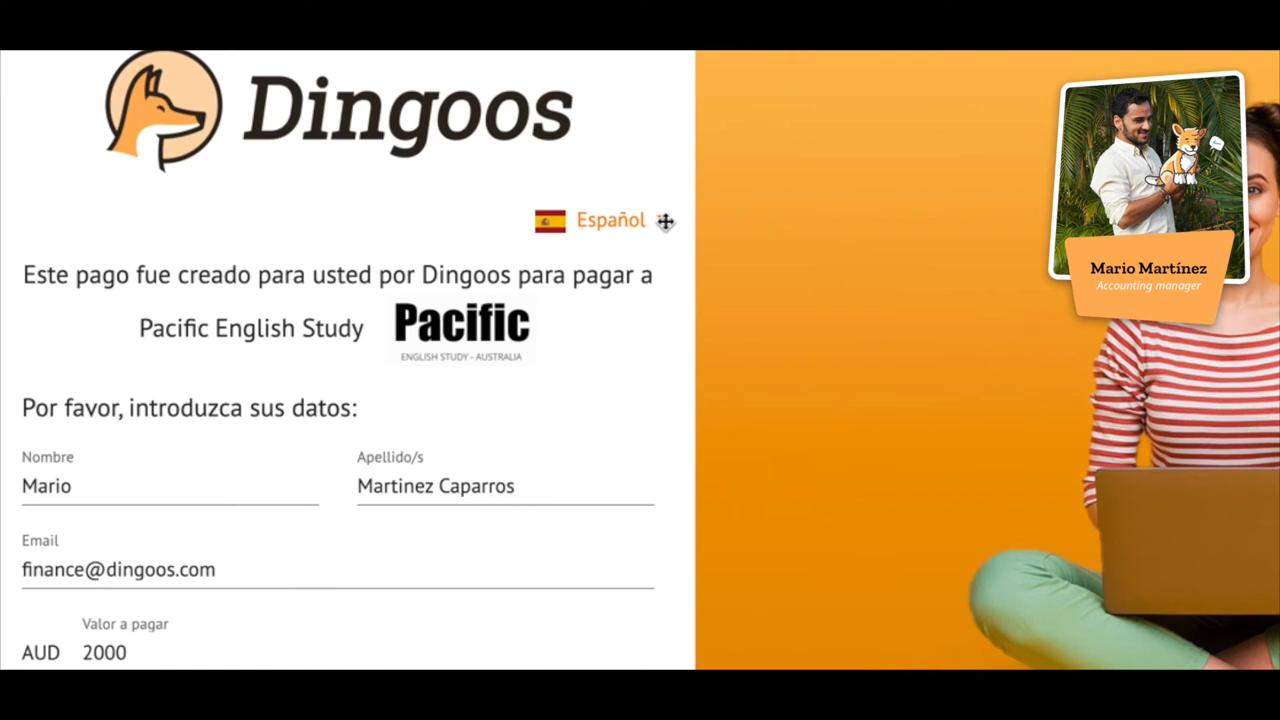 Dingoos
Español
Este pago fue creado para usted por Dingoos para pagar a
Pacific English Study
Pacific
ENGLISH STUDY - AUSTRALIA
Por favor, introduzca sus datos:
Nombre
Apellido/s
Mario
Martinez Caparros
Email
finance@dingoos.com
Valor a pagar
AUD 2000
Mario Martínez
Accounting manager